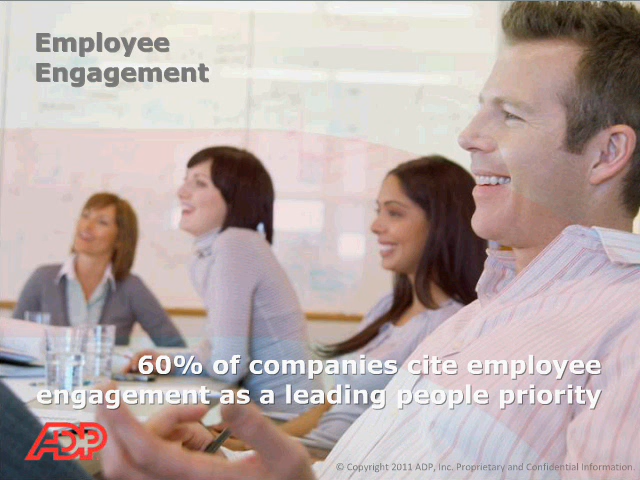 Employee
Engagement
60% of companies cite employee
engagement as a leading people priority
ADP
© Copyright 2011 ADP, Inc. Proprietary and Confidential Information.